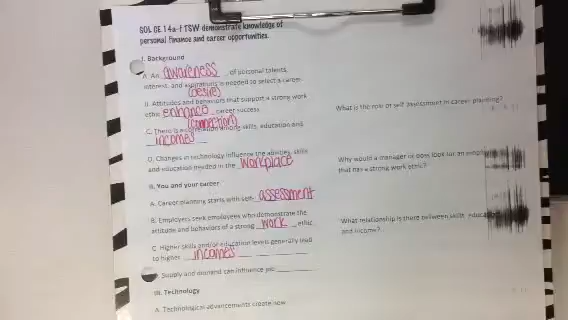 SOL CE 14a-f TSW demonstrate knowledge of
personal finance and career opportunities.
I. Background
A. An awareness of personal talents,
interest, and aspirations is needed to select a career.
(desire)
B. Attitudes and behaviors that support a strong work
ethic enhance career success
What is the role of self assessment in career planning?
(connection)
C. There is a correlation among skills, education and
incomes
D. Changes in technology influence the abilities, skills
and education needed in the workplace
Why would a manager or boss look for an
that has a strong work ethic?
II. You and your career
A. Career planning starts with self- assessment
B. Employers seek employees who demonstrate the
attitude and behaviors of a strong work ethic.
What relationship is there between skills, education
and income?
C. Higher skills and/or education levels generally lead
to higher incomes
Supply and demand can influence job
III. Technology
A. Technological advancements create new